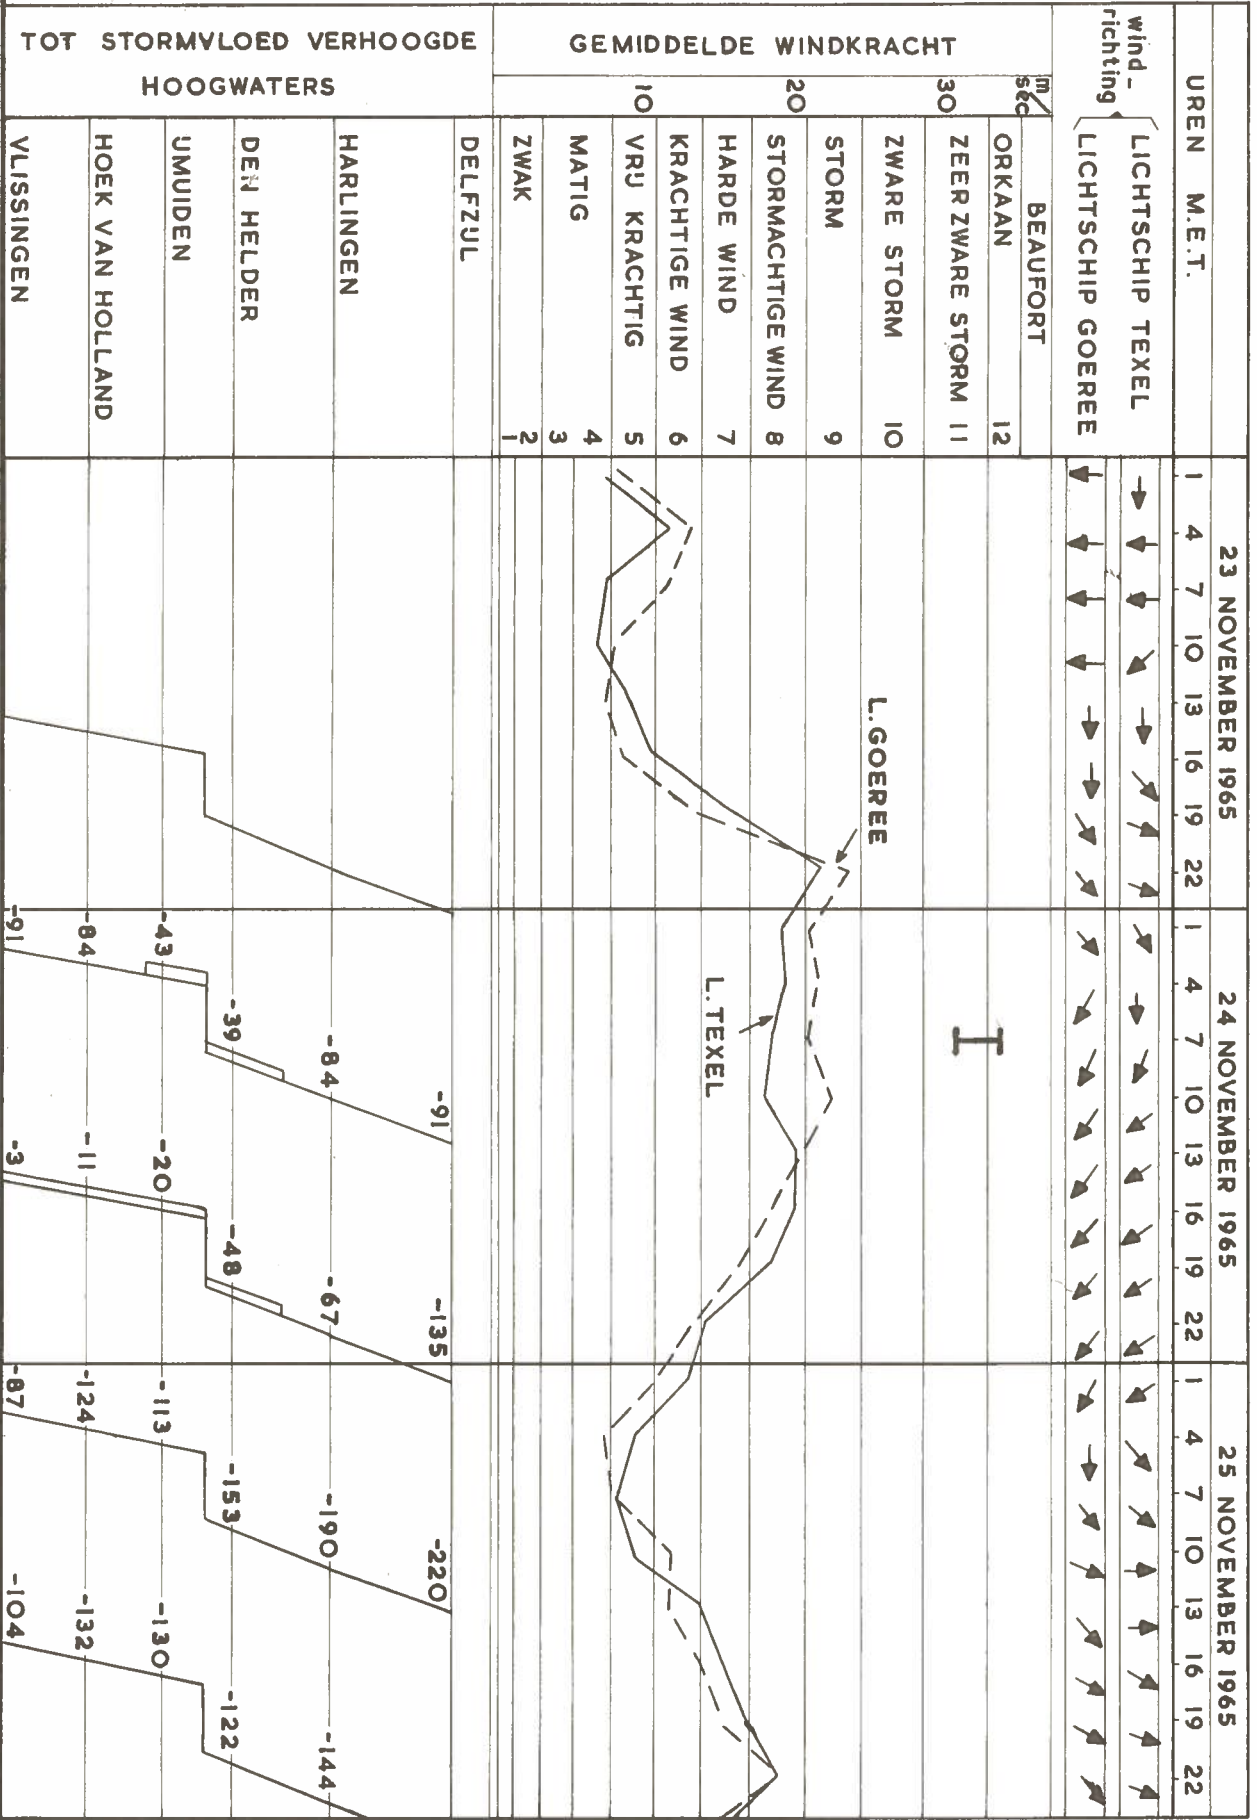 UREN M.E.T.
23 NOVEMBER 1965
24 NOVEMBER 1965
25 NOVEMBER 1965
1 4 7 10 13 16 19 22
1 4 7 10 13 16 19 22
1 4 7 10 13 16 19 22
wind-
richting
LICHTSCHIP TEXEL
LICHTSCHIP GOEREE
GEMIDDELDE WINDKRACHT
m/sec
30
20
10
BEAUFORT
ORKAAN 12
ZEER ZWARE STORM 11
ZWARE STORM 10
STORM 9
STORMACHTIGE WIND 8
HARDE WIND 7
KRACHTIGE WIND 6
VRIJ KRACHTIG 5
MATIG 4
3
ZWAK 2
1
L.GOEREE
L.TEXEL
TOT STORMVLOED VERHOOGDE
HOOGWATERS
DELFZIJL
-91 -135 -220
HARLINGEN
-84 -67 -190 -144
DEN HELDER
-39 -48 -153 -122
IJMUIDEN
-43 -20 -113 -130
HOEK VAN HOLLAND
-84 -11 -124 -132
VLISSINGEN
-91 -3 -87 -104